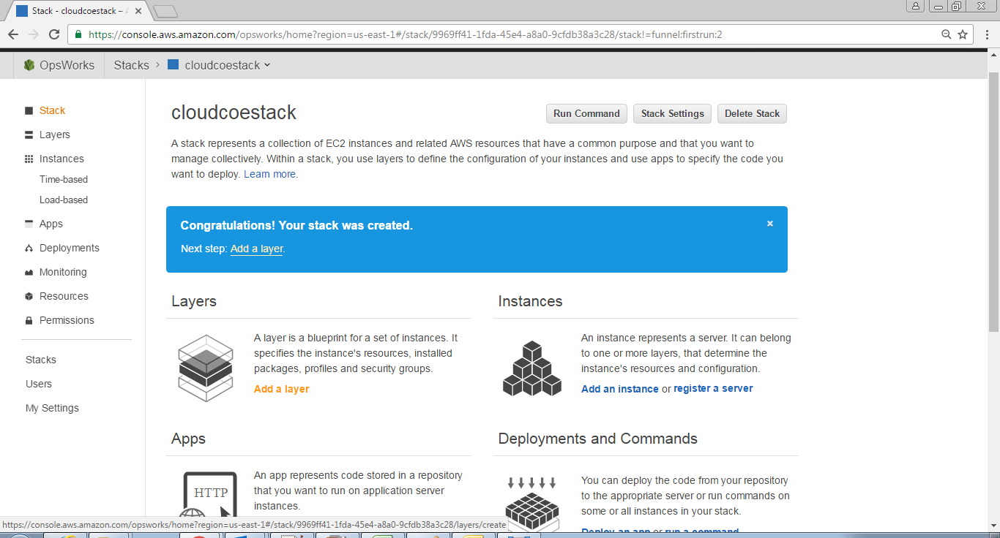 Stack - cloudcoestack –
https://console.aws.amazon.com/opsworks/home?region=us-east-1#/stack/9969ff41-1fda-45e4-a8a0-9cfdb38a3c28/stack!=funnel:firstrun:2
OpsWorks
Stacks > cloudcoestack
Stack
Layers
Instances
Time-based
Load-based
Apps
Deployments
Monitoring
Resources
Permissions
Stacks
Users
My Settings
cloudcoestack
Run Command
Stack Settings
Delete Stack
A stack represents a collection of EC2 instances and related AWS resources that have a common purpose and that you want to
manage collectively. Within a stack, you use layers to define the configuration of your instances and use apps to specify the code you
want to deploy. Learn more.
Congratulations! Your stack was created.
×
Next step: Add a layer.
Layers
A layer is a blueprint for a set of instances. It
specifies the instance's resources, installed
packages, profiles and security groups.
Add a layer
Instances
An instance represents a server. It can belong
to one or more layers, that determine the
instance's resources and configuration.
Add an instance or register a server
Apps
HTTP
An app represents code stored in a repository
that you want to run on application server
instances.
Deployments and Commands
You can deploy the code from your repository
to the appropriate server or run commands on
some or all instances in your stack.
Deploy an app or run a command
https://console.aws.amazon.com/opsworks/home?region=us-east-1#/stack/9969ff41-1fda-45e4-a8a0-9cfdb38a3c28/layers/create